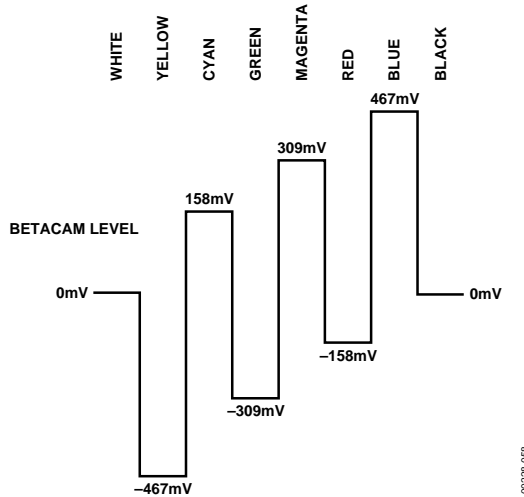 WHITE
YELLOW
CYAN
GREEN
MAGENTA
RED
BLUE
BLACK
467mV
309mV
158mV
BETACAM LEVEL
0mV
0mV
–158mV
–309mV
–467mV